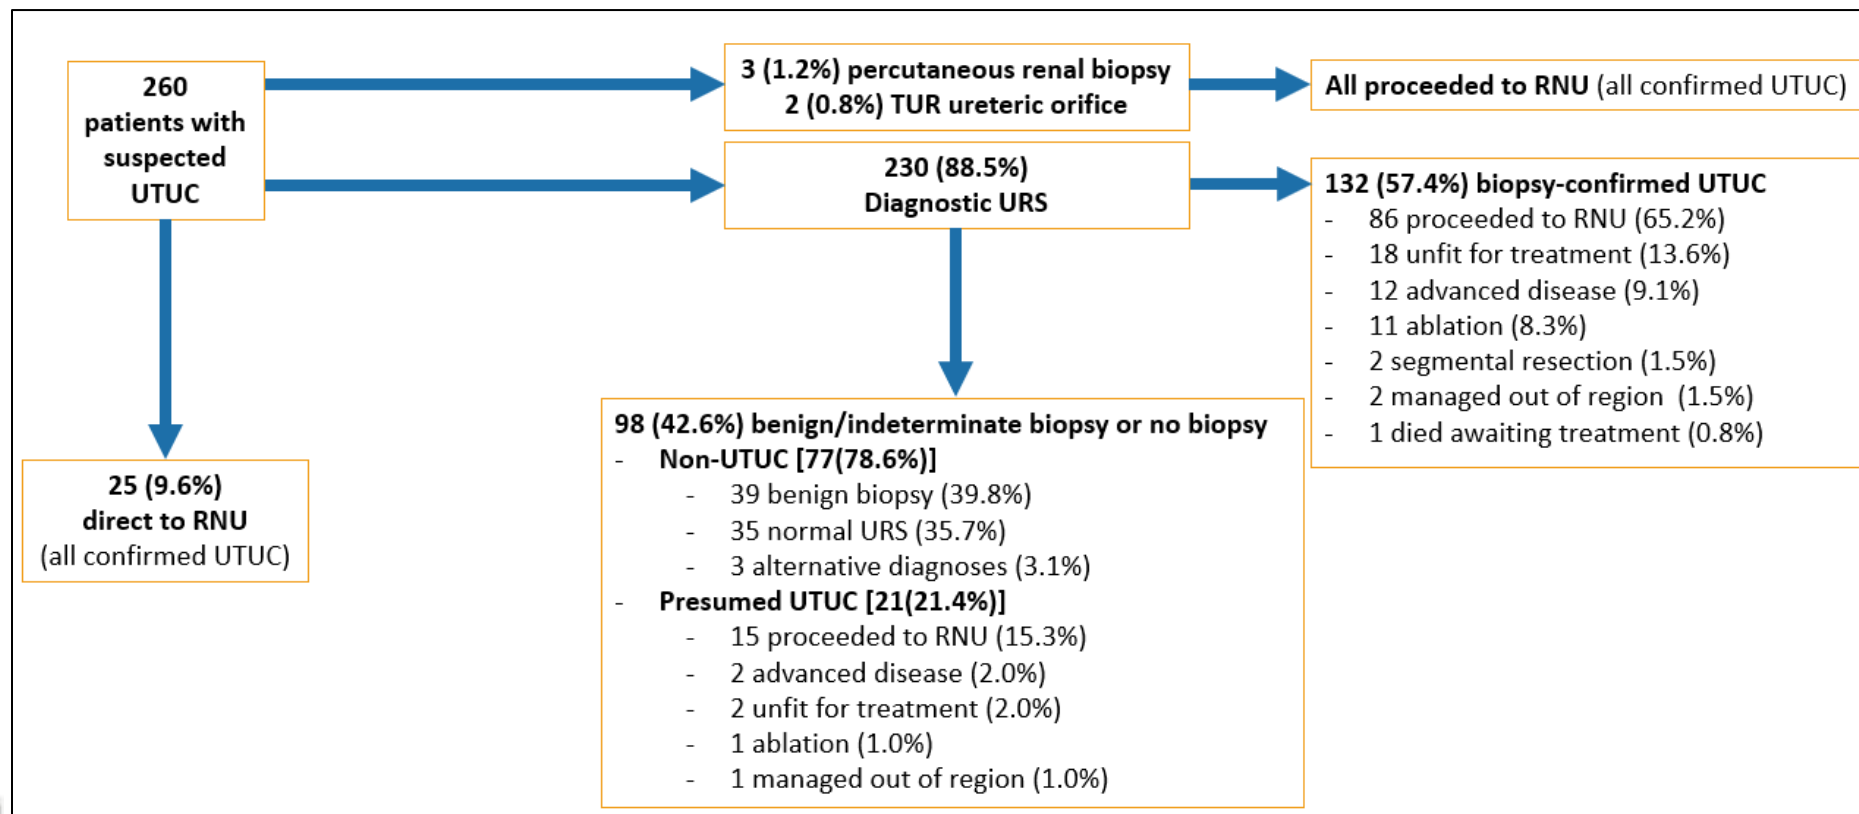 260
patients with
suspected
UTUC
3 (1.2%) percutaneous renal biopsy
2 (0.8%) TUR ureteric orifice
All proceeded to RNU (all confirmed UTUC)
230 (88.5%)
Diagnostic URS
132 (57.4%) biopsy-confirmed UTUC
- 86 proceeded to RNU (65.2%)
- 18 unfit for treatment (13.6%)
- 12 advanced disease (9.1%)
- 11 ablation (8.3%)
- 2 segmental resection (1.5%)
- 2 managed out of region (1.5%)
- 1 died awaiting treatment (0.8%)
25 (9.6%)
direct to RNU
(all confirmed UTUC)
98 (42.6%) benign/indeterminate biopsy or no biopsy
- Non-UTUC [77(78.6%)]
- 39 benign biopsy (39.8%)
- 35 normal URS (35.7%)
- 3 alternative diagnoses (3.1%)
- Presumed UTUC [21(21.4%)]
- 15 proceeded to RNU (15.3%)
- 2 advanced disease (2.0%)
- 2 unfit for treatment (2.0%)
- 1 ablation (1.0%)
- 1 managed out of region (1.0%)